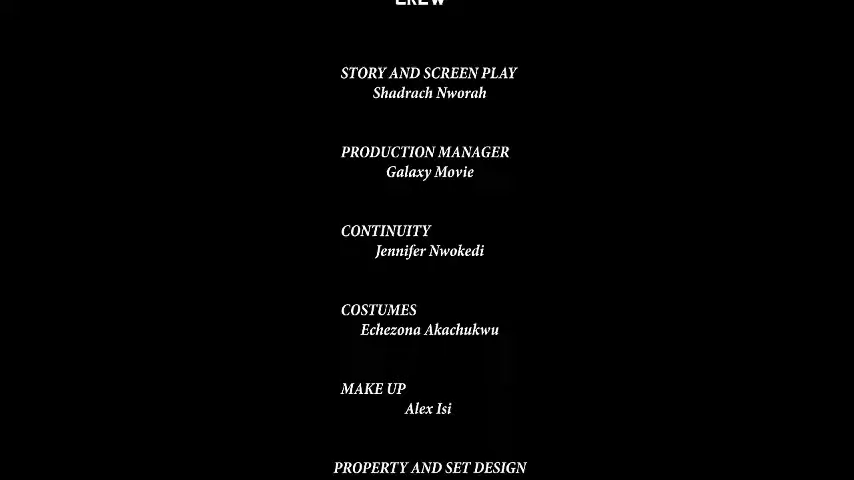 CREW
STORY AND SCREEN PLAY
Shadrach Nworah
PRODUCTION MANAGER
Galaxy Movie
CONTINUITY
Jennifer Nwokedi
COSTUMES
Echezona Akachukwu
MAKE UP
Alex Isi
PROPERTY AND SET DESIGN